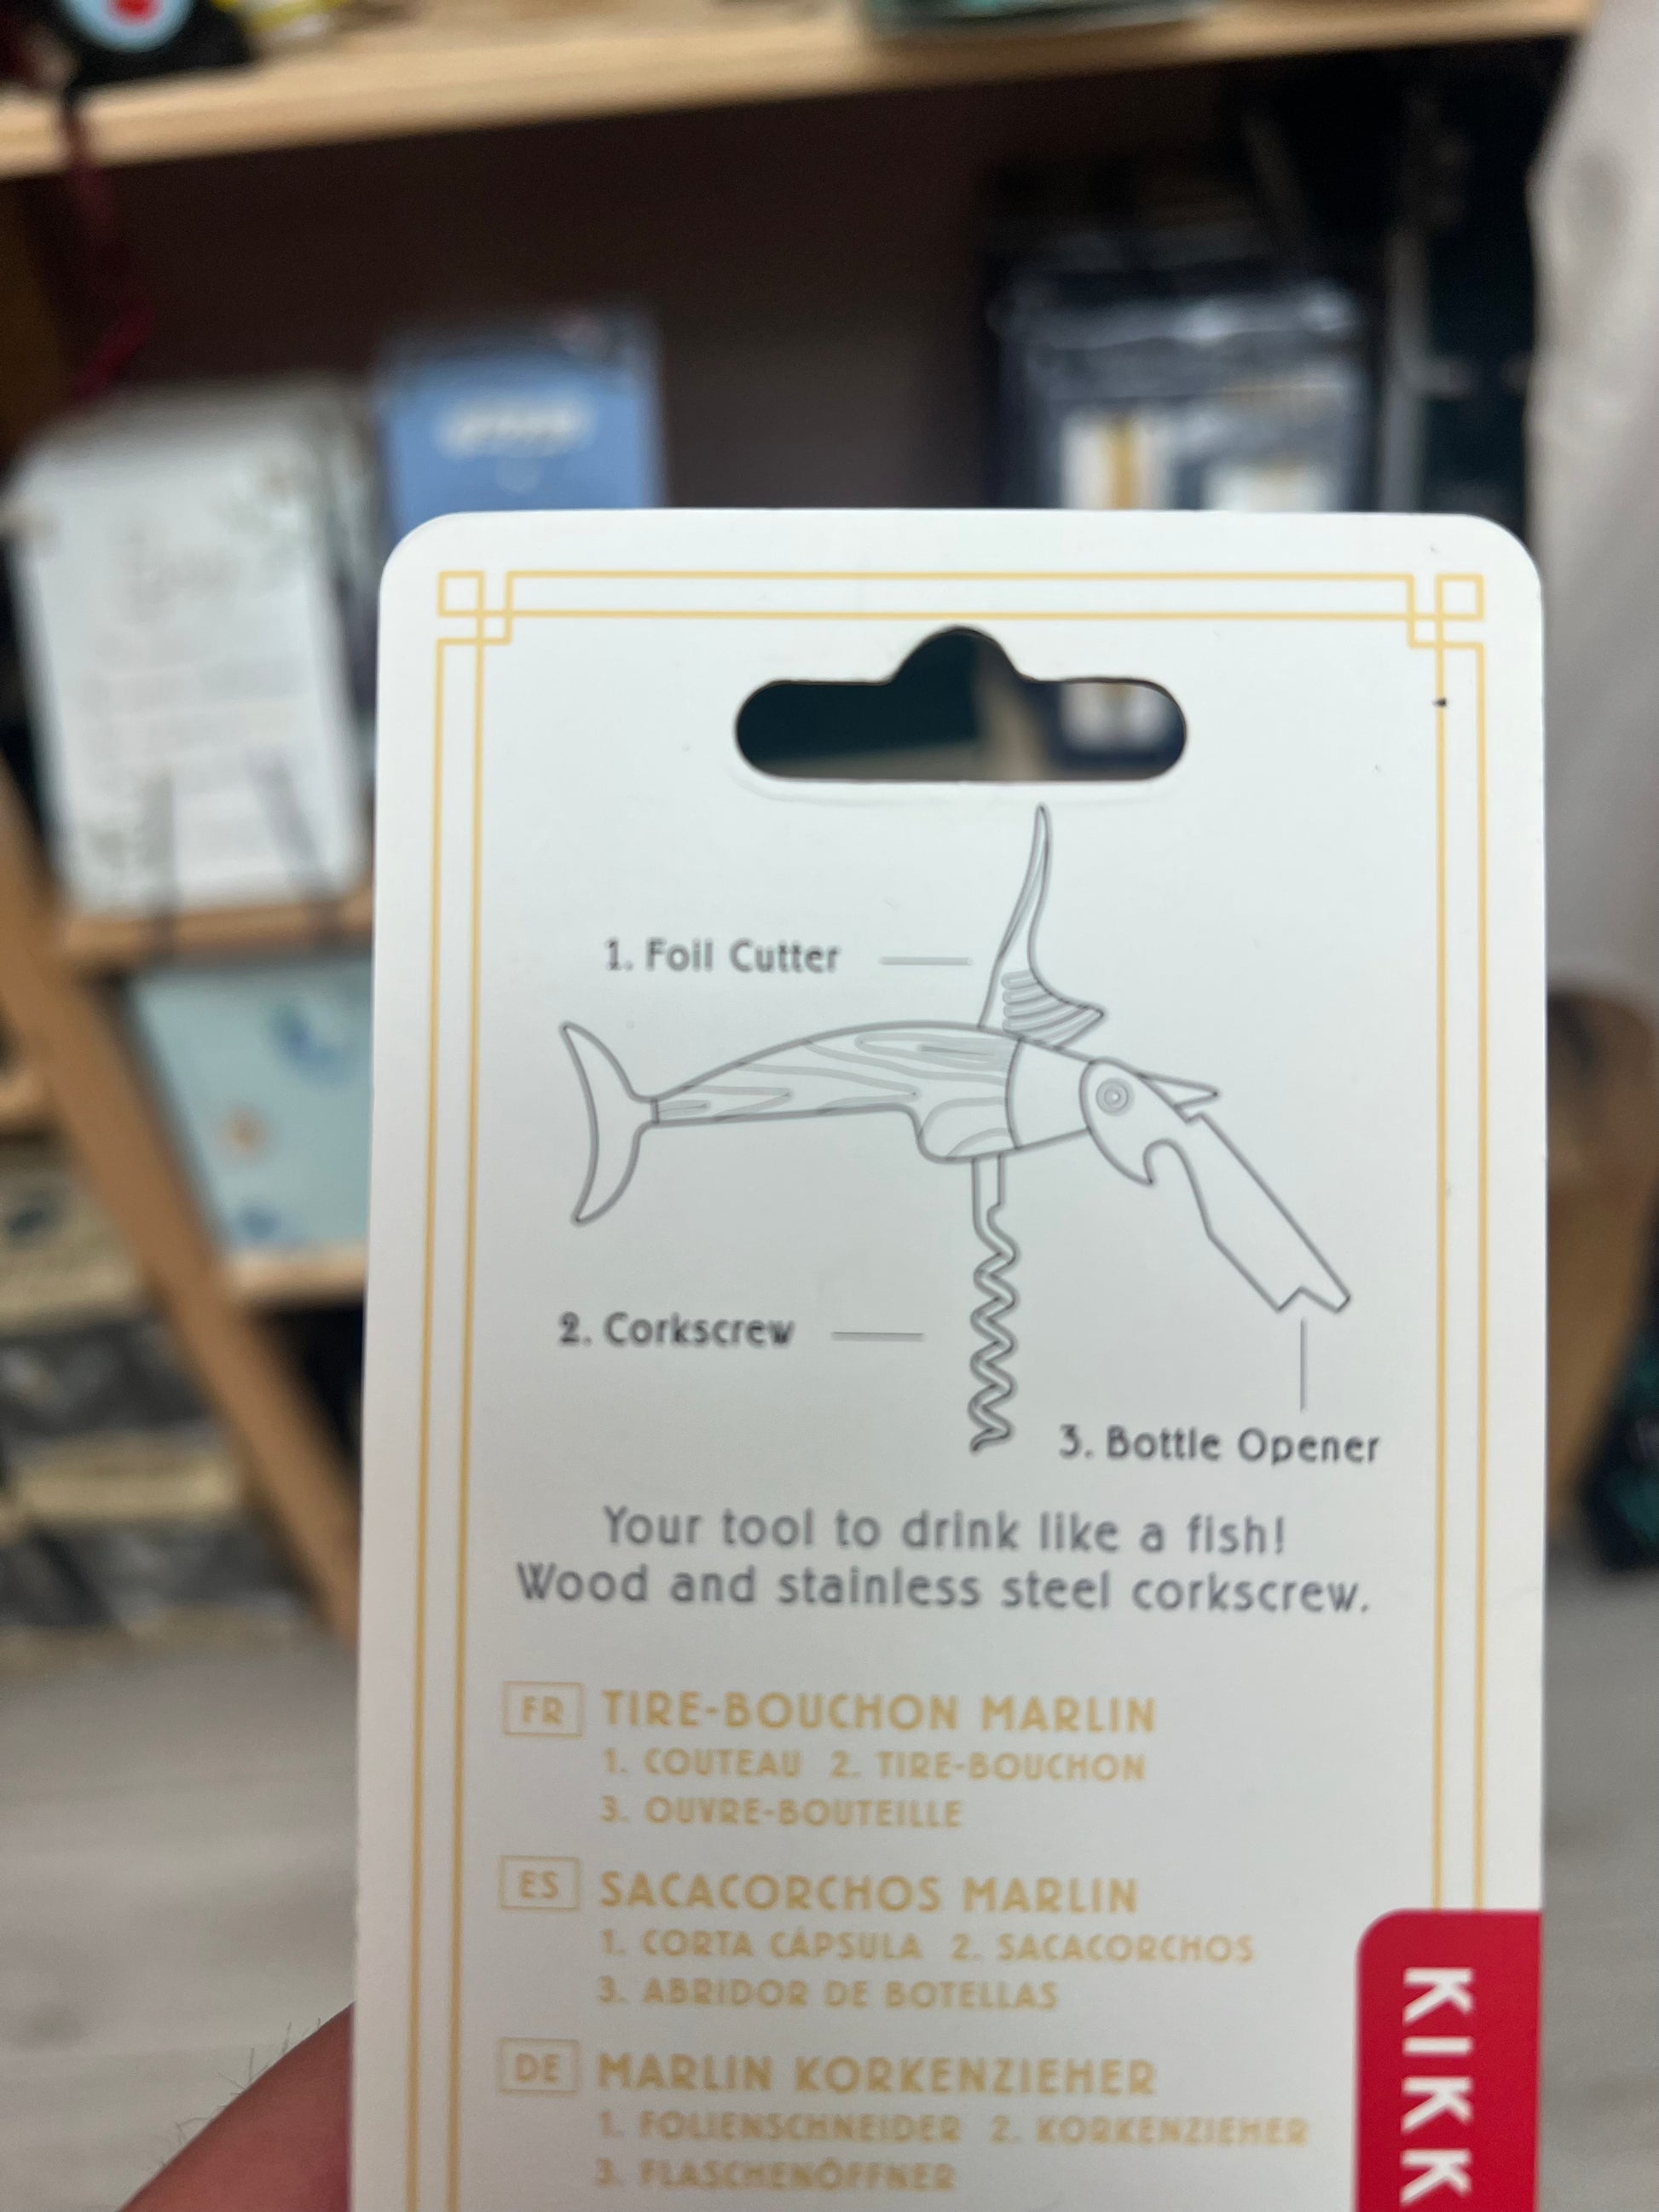 1. Foil Cutter
2. Corkscrew
3. Bottle Opener
Your tool to drink like a fish!
Wood and stainless steel corkscrew.
FR TIRE-BOUCHON MARLIN
1. COUTEAU 2. TIRE-BOUCHON
3. OUVRE-BOUTEILLE
ES SACACORCHOS MARLIN
1. CORTA CÁPSULA 2. SACACORCHOS
3. ABRIDOR DE BOTELLAS
DE MARLIN KORKENZIEHER
1. FOLIENSCHNEIDER 2. KORKENZIEHER
3. FLASCHENÖFFNER
KIKK